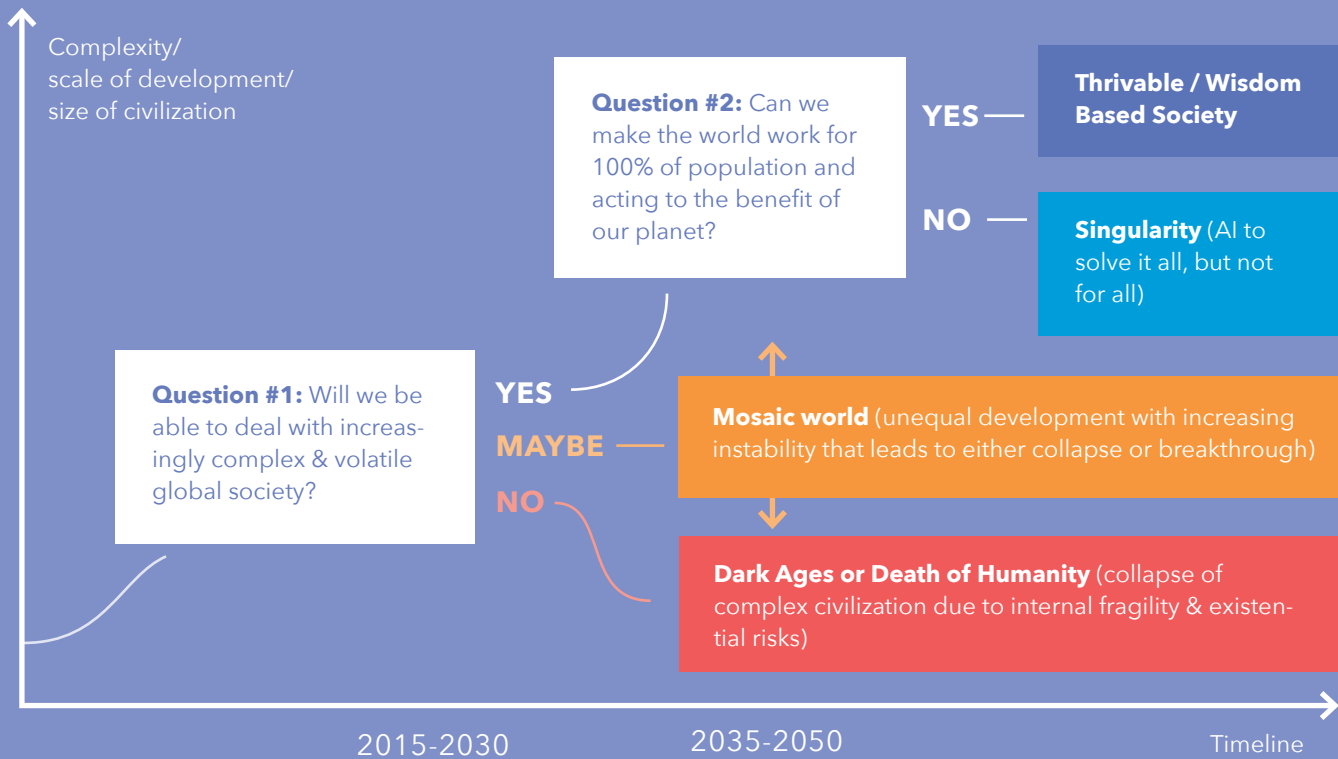 Complexity/
scale of development/
size of civilization
Question #2: Can we
make the world work for
100% of population and
acting to the benefit of
our planet?
YES
Thrivable / Wisdom
Based Society
NO
Singularity (AI to
solve it all, but not
for all)
Question #1: Will we be
able to deal with increas-
ingly complex & volatile
global society?
YES
MAYBE
NO
Mosaic world (unequal development with increasing
instability that leads to either collapse or breakthrough)
Dark Ages or Death of Humanity (collapse of
complex civilization due to internal fragility & existen-
tial risks)
2015-2030
2035-2050
Timeline